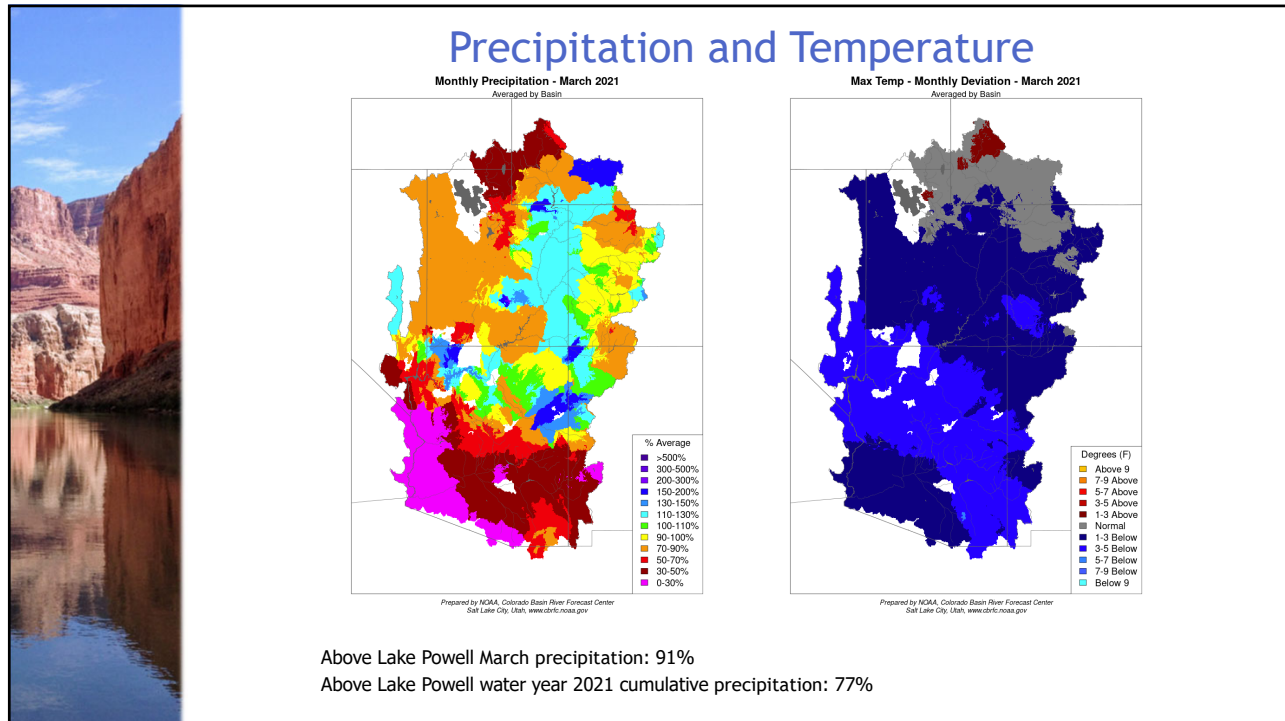 Precipitation and Temperature
Monthly Precipitation - March 2021
Averaged by Basin
% Average
>500%
300-500%
200-300%
150-200%
130-150%
110-130%
100-110%
90-100%
70-90%
50-70%
30-50%
0-30%
Prepared by NOAA, Colorado Basin River Forecast Center
Salt Lake City, Utah, www.cbrfc.noaa.gov
Max Temp - Monthly Deviation - March 2021
Averaged by Basin
Degrees (F)
Above 9
7-9 Above
5-7 Above
3-5 Above
1-3 Above
Normal
1-3 Below
3-5 Below
5-7 Below
7-9 Below
Below 9
Prepared by NOAA, Colorado Basin River Forecast Center
Salt Lake City, Utah, www.cbrfc.noaa.gov
Above Lake Powell March precipitation: 91%
Above Lake Powell water year 2021 cumulative precipitation: 77%